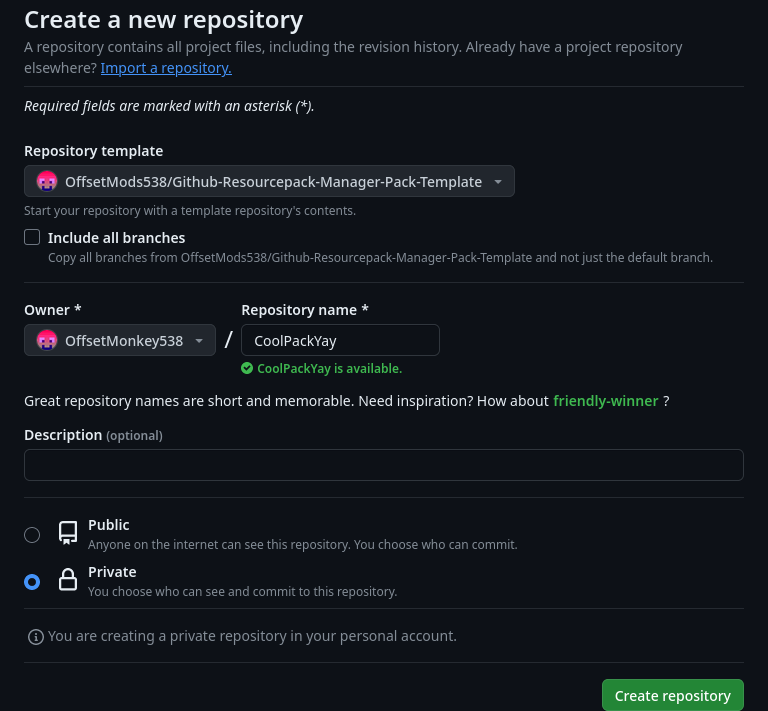 Create a new repository
A repository contains all project files, including the revision history. Already have a project repository
elsewhere? Import a repository.
Required fields are marked with an asterisk (*).
Repository template
OffsetMods538/Github-Resourcepack-Manager-Pack-Template
Start your repository with a template repository's contents.
Include all branches
Copy all branches from OffsetMods538/Github-Resourcepack-Manager-Pack-Template and not just the default branch.
Owner * Repository name *
OffsetMonkey538 / CoolPackYay
CoolPackYay is available.
Great repository names are short and memorable. Need inspiration? How about friendly-winner ?
Description (optional)
Public
Anyone on the internet can see this repository. You choose who can commit.
Private
You choose who can see and commit to this repository.
You are creating a private repository in your personal account.
Create repository